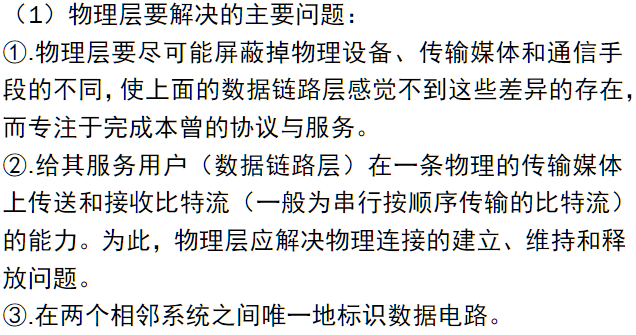 （1）物理层要解决的主要问题：
①.物理层要尽可能屏蔽掉物理设备、传输媒体和通信手
段的不同，使上面的数据链路层感觉不到这些差异的存在，
而专注于完成本曾的协议与服务。
②.给其服务用户（数据链路层）在一条物理的传输媒体
上传送和接收比特流（一般为串行按顺序传输的比特流）
的能力。为此，物理层应解决物理连接的建立、维持和释
放问题。
③.在两个相邻系统之间唯一地标识数据电路。